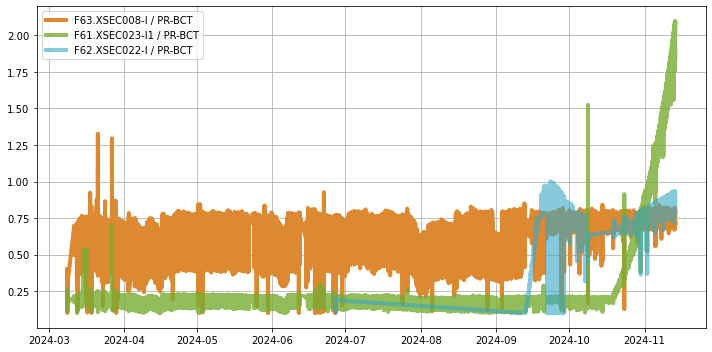 F63.XSEC008-I / PR-BCT
F61.XSEC023-I1 / PR-BCT
F62.XSEC022-I / PR-BCT
2.00
1.75
1.50
1.25
1.00
0.75
0.50
0.25
2024-03 2024-04 2024-05 2024-06 2024-07 2024-08 2024-09 2024-10 2024-11